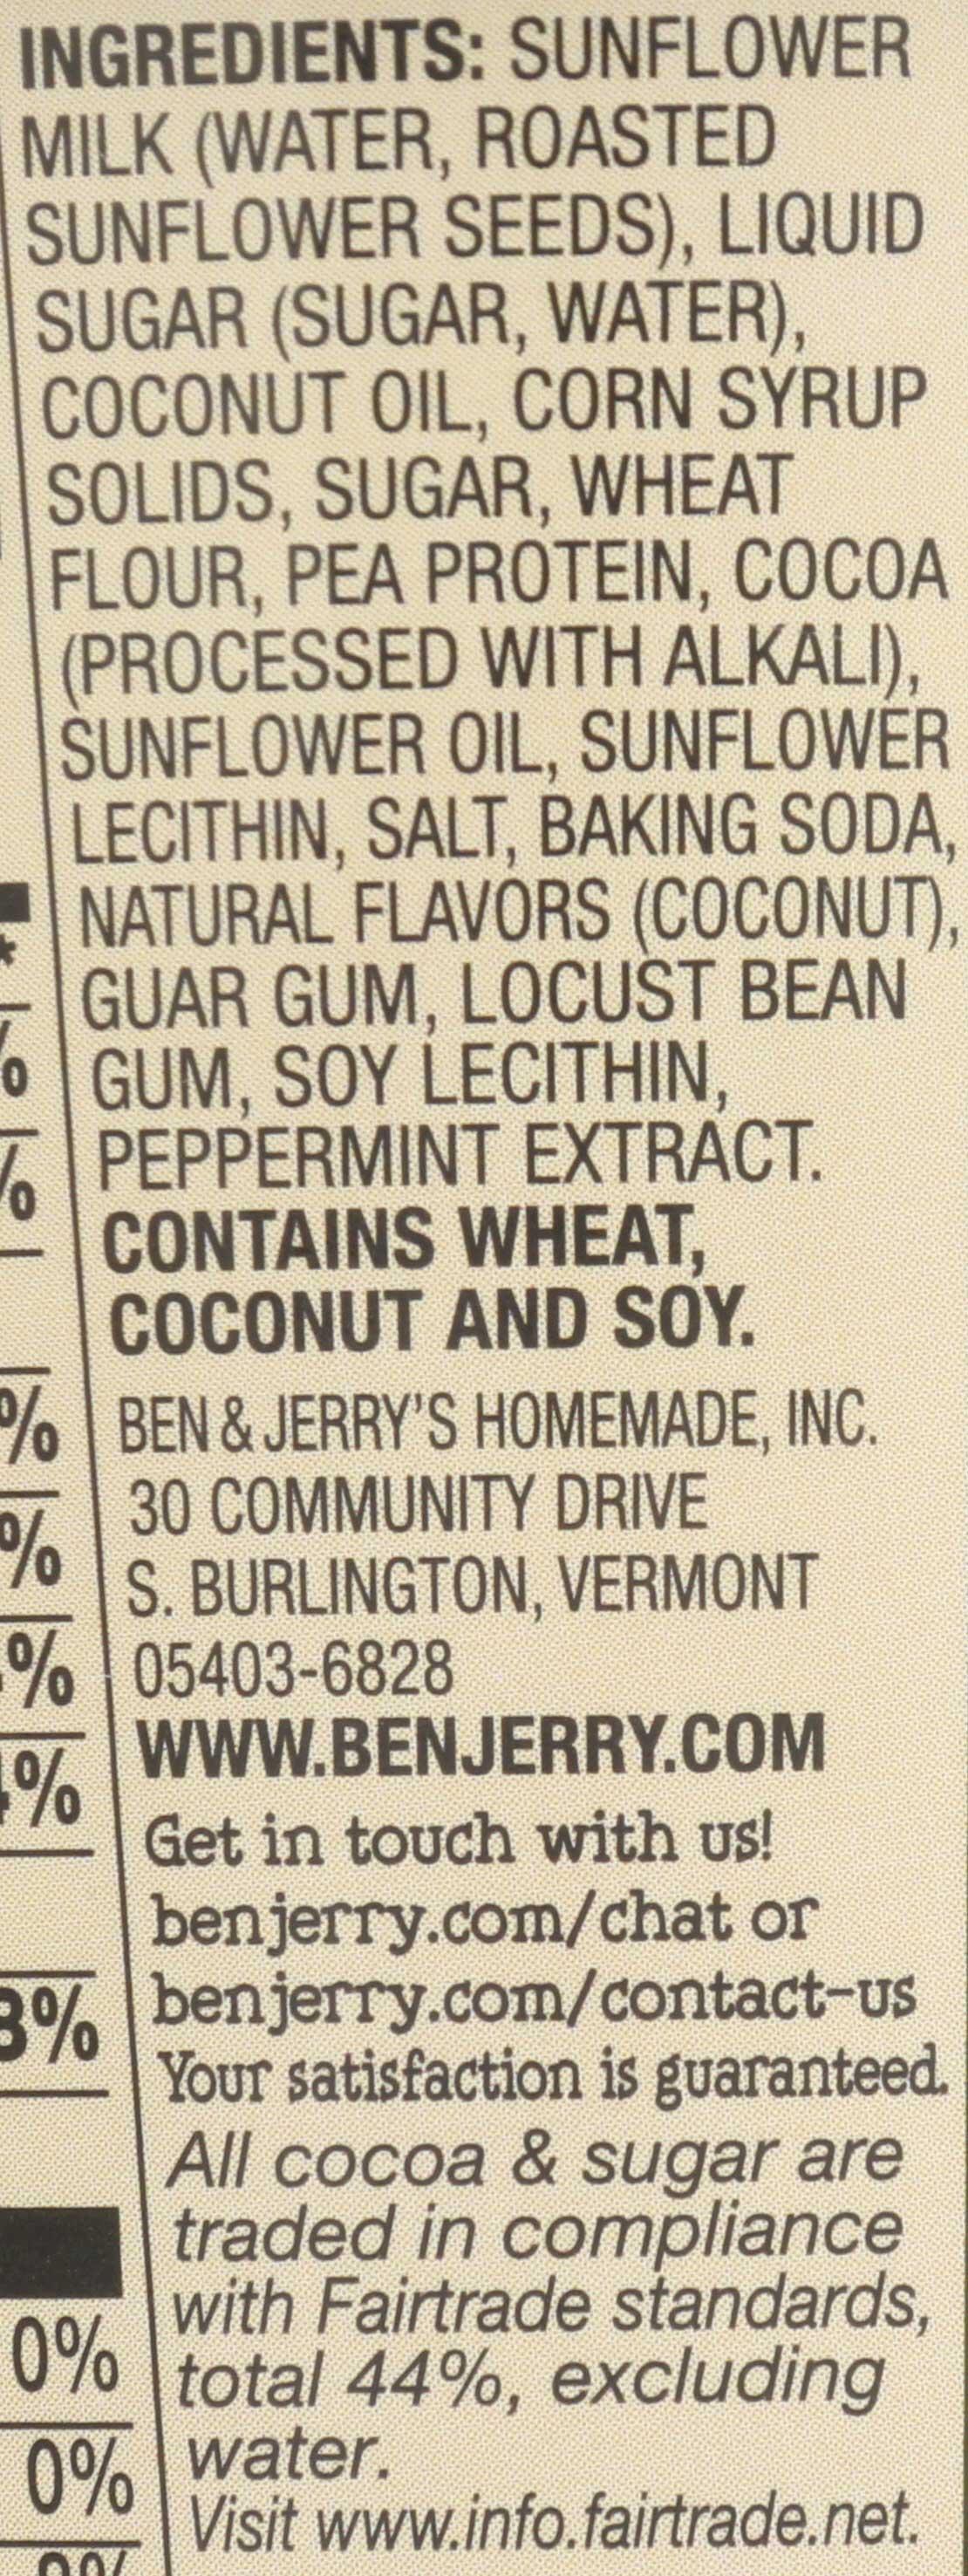 INGREDIENTS: SUNFLOWER
MILK (WATER, ROASTED
SUNFLOWER SEEDS), LIQUID
SUGAR (SUGAR, WATER),
COCONUT OIL, CORN SYRUP
SOLIDS, SUGAR, WHEAT
FLOUR, PEA PROTEIN, COCOA
(PROCESSED WITH ALKALI),
SUNFLOWER OIL, SUNFLOWER
LECITHIN, SALT, BAKING SODA,
NATURAL FLAVORS (COCONUT),
GUAR GUM, LOCUST BEAN
GUM, SOY LECITHIN,
PEPPERMINT EXTRACT.
CONTAINS WHEAT,
COCONUT AND SOY.
BEN & JERRY'S HOMEMADE, INC.
30 COMMUNITY DRIVE
S. BURLINGTON, VERMONT
05403-6828
WWW.BENJERRY.COM
Get in touch with us!
benjerry.com/chat or
benjerry.com/contact-us
Your satisfaction is guaranteed.
All cocoa & sugar are
traded in compliance
with Fairtrade standards,
total 44%, excluding
water.
Visit www.info.fairtrade.net.
*
%
%
%
%
%
%
%
0%
0%